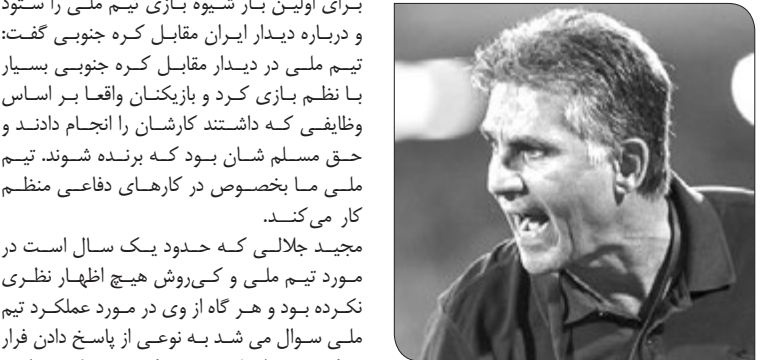 برای اولین بار شیوه بازی تیم ملی را ستود
و درباره دیدار ایران مقابل کره جنوبی گفت:
تیم ملی در دیدار مقابل کره جنوبی بسیار
با نظم بازی کرد و بازیکنان واقعا بر اساس
وظایفی که داشتند کارشان را انجام دادند و
حق مسلم شان بود که برنده شوند. تیم
ملی ما بخصوص در کارهای دفاعی منظم
کار می‌کند.
مجید جلالی که حدود یک سال است در
مورد تیم ملی و کی‌روش هیچ اظهار نظری
نکرده بود و هر گاه از وی در مورد عملکرد تیم
ملی سوال می شد به نوعی از پاسخ دادن فرار